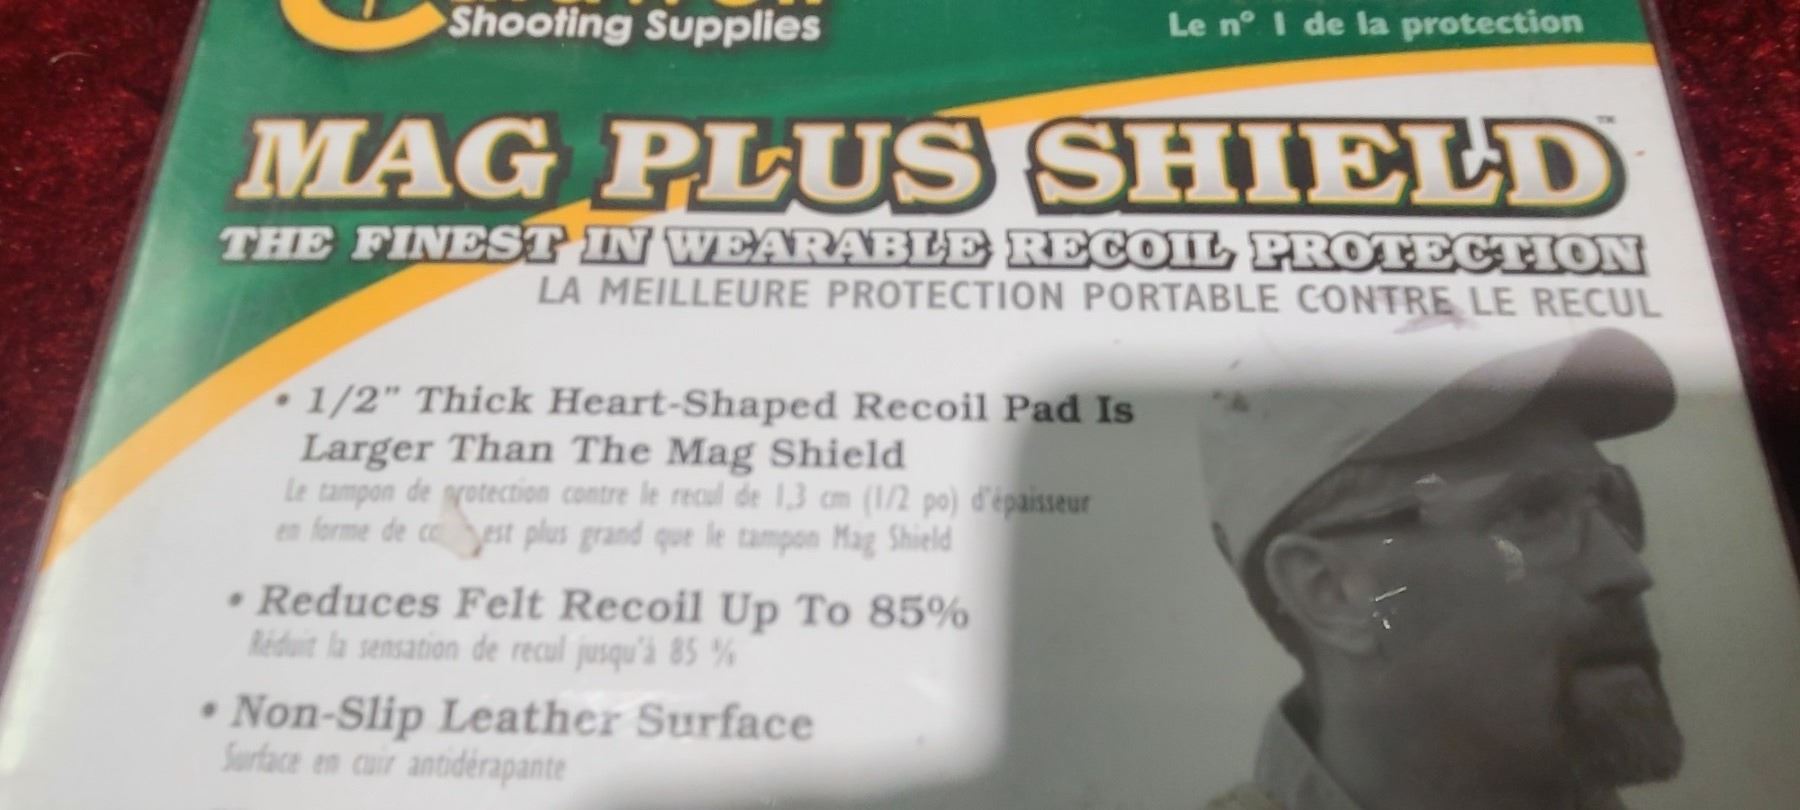 Shooting Supplies
Le n° 1 de la protection
MAG PLUS SHIELD™
THE FINEST IN WEARABLE RECOIL PROTECTION
LA MEILLEURE PROTECTION PORTABLE CONTRE LE RECUL
• 1/2" Thick Heart-Shaped Recoil Pad Is
Larger Than The Mag Shield
Le tampon de protection contre le recul de 1,3 cm (1/2 po) d'épaisseur
en forme de est plus grand que le tampon Mag Shield
• Reduces Felt Recoil Up To 85%
Réduit la sensation de recul jusqu'à 85 %
• Non-Slip Leather Surface
Surface en cuir antidérapante